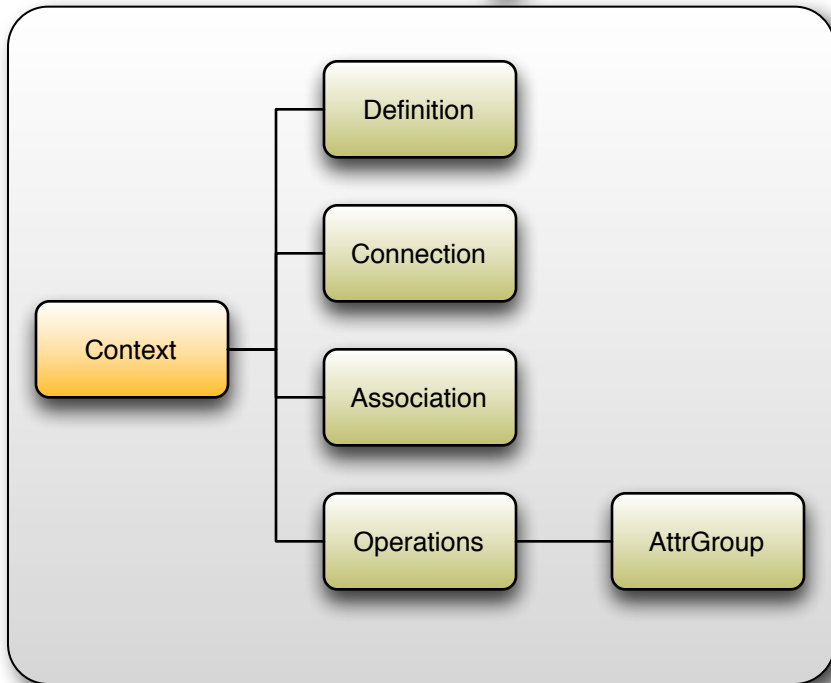 Definition
Connection
Context
Association
Operations
AttrGroup